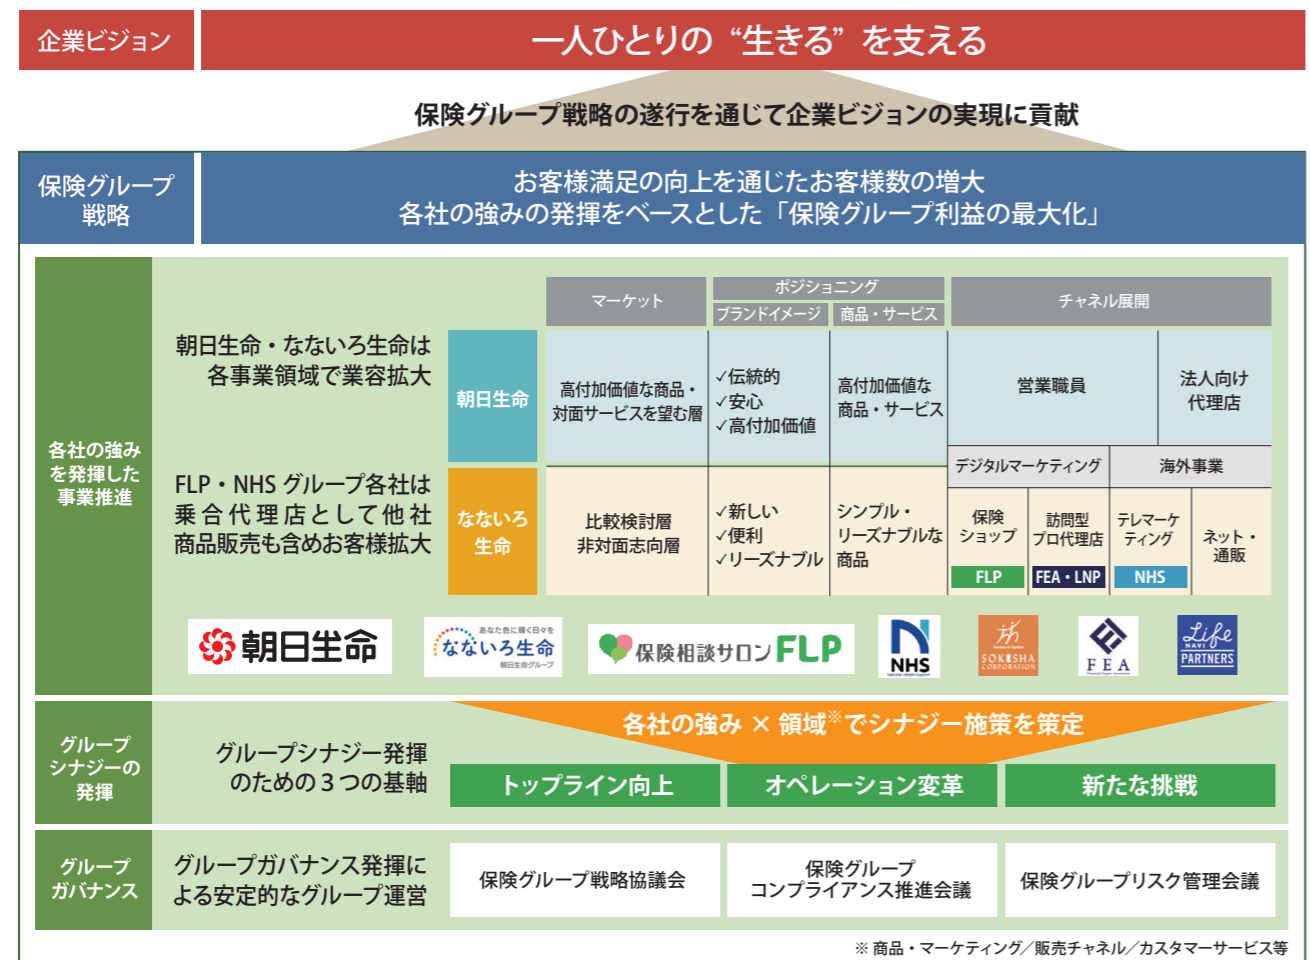 企業ビジョン
一人ひとりの“生きる”を支える
保険グループ戦略の遂行を通じて企業ビジョンの実現に貢献
保険グループ
戦略
お客様満足の向上を通じたお客様数の増大
各社の強みの発揮をベースとした「保険グループ利益の最大化」
各社の強み
を発揮した
事業推進
朝日生命・なないろ生命は
各事業領域で業容拡大
FLP・NHS グループ各社は
乗合代理店として他社
商品販売も含めお客様拡大
マーケット
ポジショニング
ブランドイメージ
商品・サービス
チャネル展開
朝日生命
高付加価値な商品・
対面サービスを望む層
✓伝統的
✓安心
✓高付加価値
高付加価値な
商品・サービス
営業職員
法人向け
代理店
デジタルマーケティング
海外事業
なないろ
生命
比較検討層
非対面志向層
✓新しい
✓便利
✓リーズナブル
シンプル・
リーズナブルな
商品
保険
ショップ
FLP
訪問型
プロ代理店
FEA・LNP
テレマーケ
ティング
NHS
ネット・
通販
朝日生命
あなた色に輝く日々を
なないろ生命
朝日生命グループ
保険相談サロンFLP
NHS
SOKESHA
CORPORATION
FEA
Life
NAVI
PARTNERS
グループ
シナジーの
発揮
グループシナジー発揮
のための3つの基軸
各社の強み × 領域※でシナジー施策を策定
トップライン向上
オペレーション変革
新たな挑戦
グループ
ガバナンス
グループガバナンス発揮に
よる安定的なグループ運営
保険グループ戦略協議会
保険グループ
コンプライアンス推進会議
保険グループリスク管理会議
※ 商品・マーケティング／販売チャネル／カスタマーサービス等